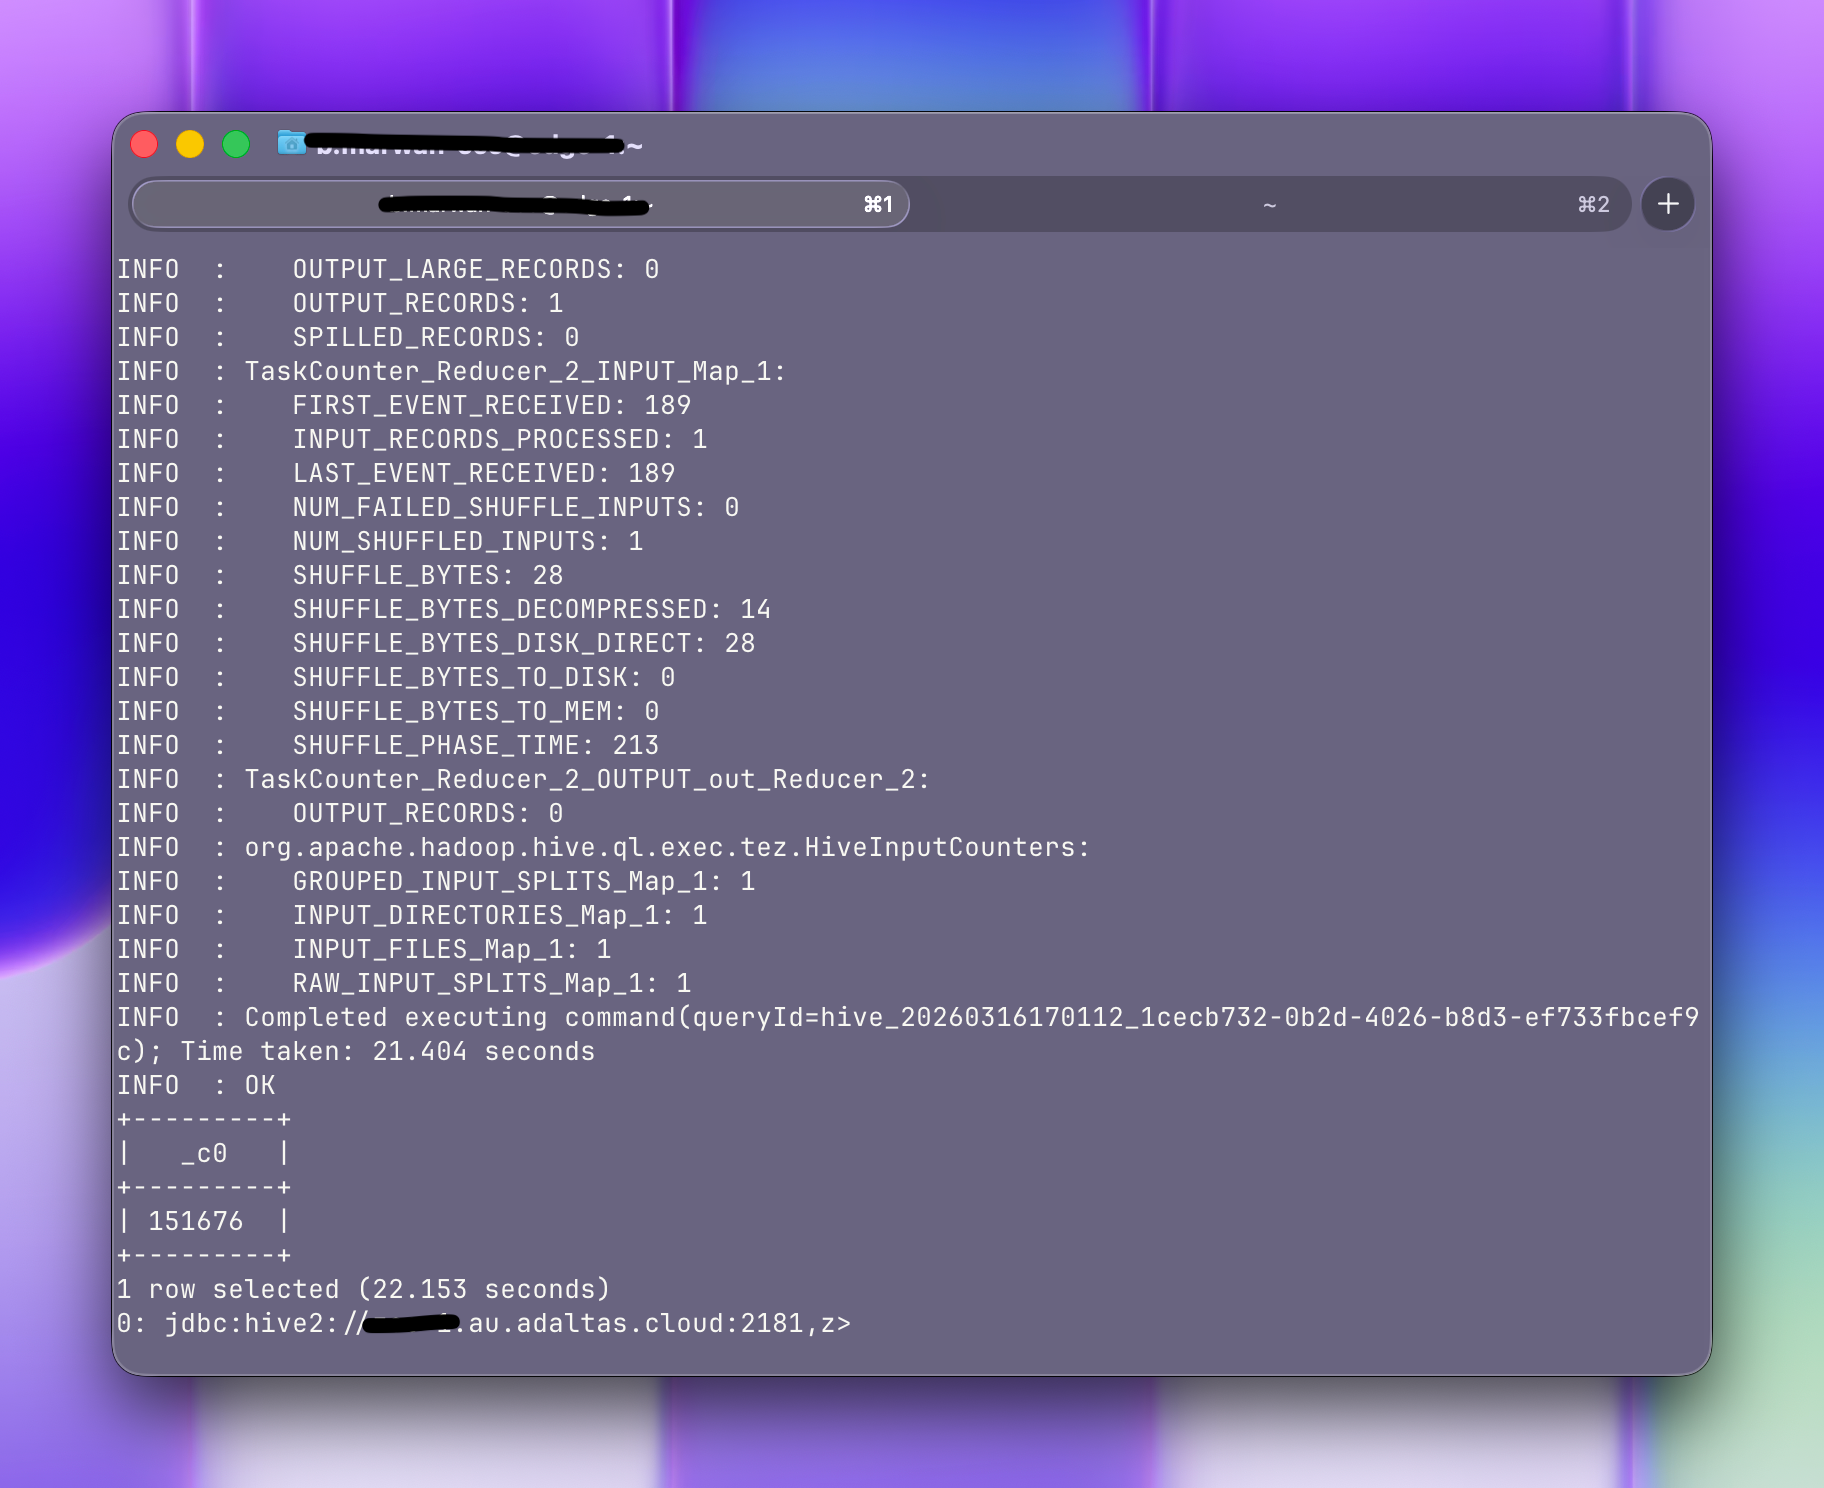 ~
⌘1
~
⌘2
+
INFO  :    OUTPUT_LARGE_RECORDS: 0
INFO  :    OUTPUT_RECORDS: 1
INFO  :    SPILLED_RECORDS: 0
INFO  : TaskCounter_Reducer_2_INPUT_Map_1:
INFO  :    FIRST_EVENT_RECEIVED: 189
INFO  :    INPUT_RECORDS_PROCESSED: 1
INFO  :    LAST_EVENT_RECEIVED: 189
INFO  :    NUM_FAILED_SHUFFLE_INPUTS: 0
INFO  :    NUM_SHUFFLED_INPUTS: 1
INFO  :    SHUFFLE_BYTES: 28
INFO  :    SHUFFLE_BYTES_DECOMPRESSED: 14
INFO  :    SHUFFLE_BYTES_DISK_DIRECT: 28
INFO  :    SHUFFLE_BYTES_TO_DISK: 0
INFO  :    SHUFFLE_BYTES_TO_MEM: 0
INFO  :    SHUFFLE_PHASE_TIME: 213
INFO  : TaskCounter_Reducer_2_OUTPUT_out_Reducer_2:
INFO  :    OUTPUT_RECORDS: 0
INFO  : org.apache.hadoop.hive.ql.exec.tez.HiveInputCounters:
INFO  :    GROUPED_INPUT_SPLITS_Map_1: 1
INFO  :    INPUT_DIRECTORIES_Map_1: 1
INFO  :    INPUT_FILES_Map_1: 1
INFO  :    RAW_INPUT_SPLITS_Map_1: 1
INFO  : Completed executing command(queryId=hive_20260316170112_1cecb732-0b2d-4026-b8d3-ef733fbcef9
c); Time taken: 21.404 seconds
INFO  : OK
+---------+
|   _c0   |
+---------+
| 151676  |
+---------+
1 row selected (22.153 seconds)
0: jdbc:hive2://.au.adaltas.cloud:2181,z>